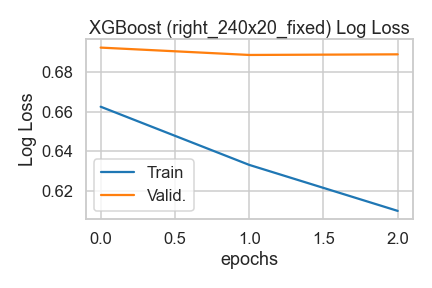 XGBoost (right_240x20_fixed) Log Loss
Log Loss
0.68
0.66
0.64
0.62
Train
Valid.
0.0 0.5 1.0 1.5 2.0
epochs